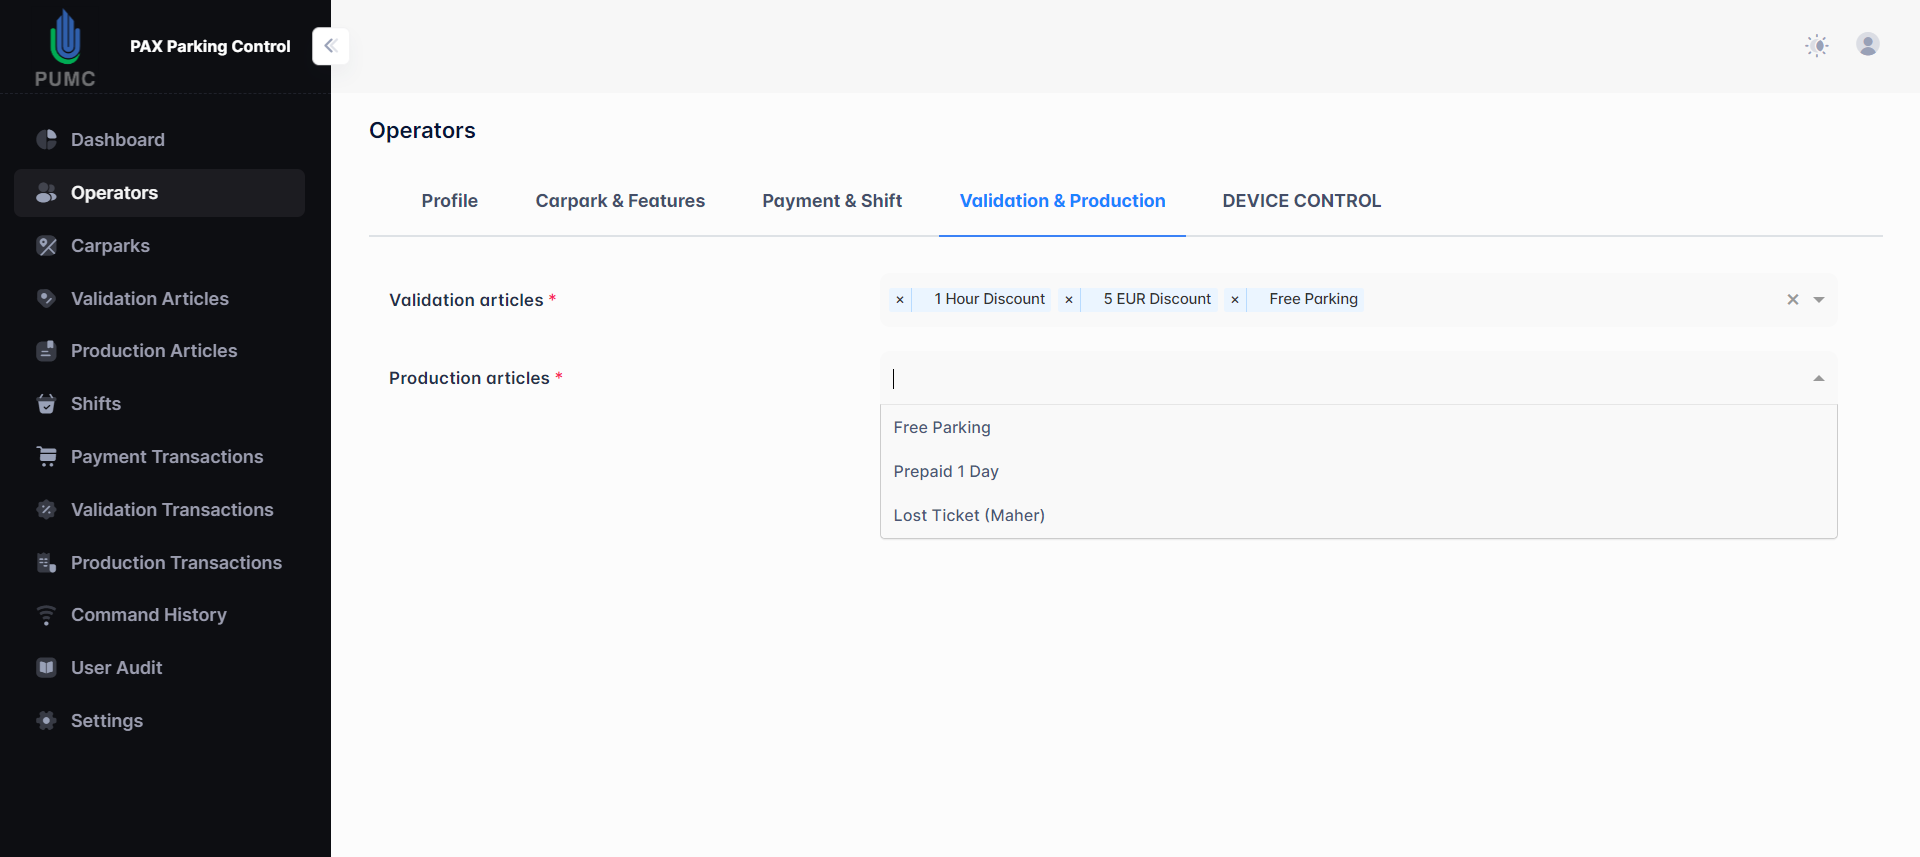 PUMC
PAX Parking Control
Dashboard
Operators
Carparks
Validation Articles
Production Articles
Shifts
Payment Transactions
Validation Transactions
Production Transactions
Command History
User Audit
Settings
Operators
Profile
Carpark & Features
Payment & Shift
Validation & Production
DEVICE CONTROL
Validation articles *
× 1 Hour Discount × 5 EUR Discount × Free Parking
Production articles *
Free Parking
Prepaid 1 Day
Lost Ticket (Maher)